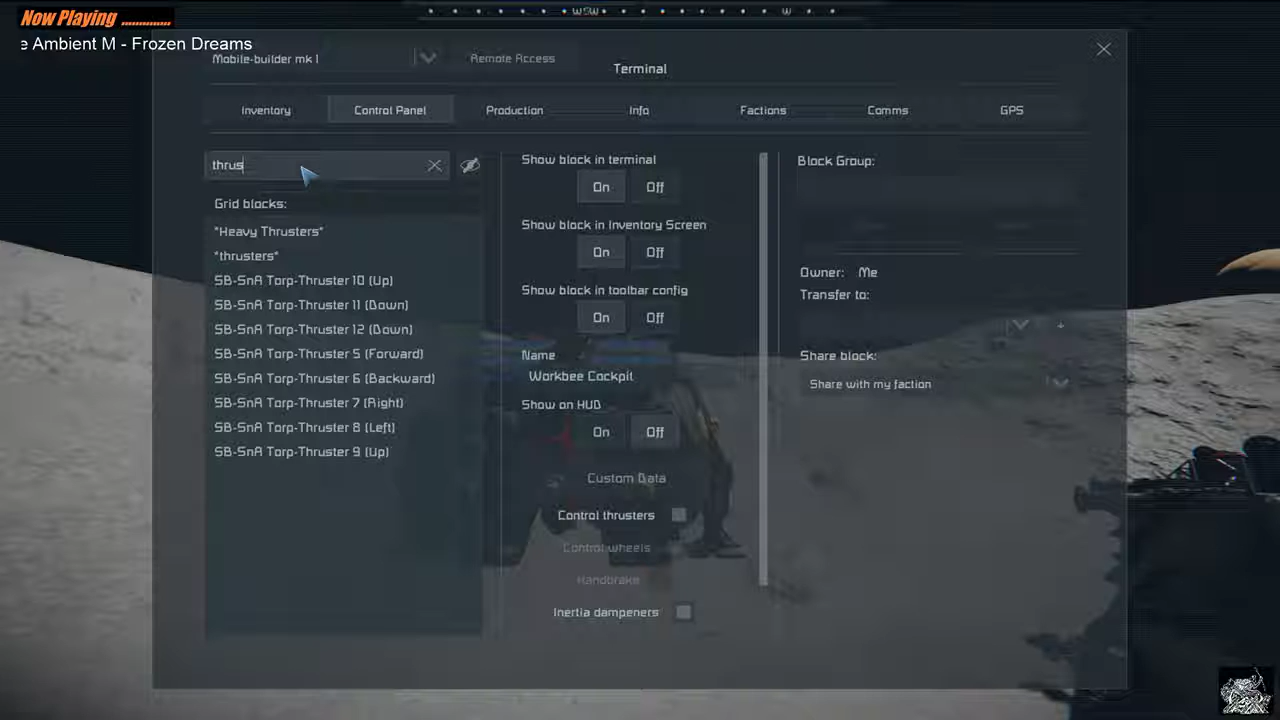 Now Playing ............
WSW
W
e Ambient M - Frozen Dreams
Mobile-builder mk 1
Remote Access
Terminal
Inventory
Control Panel
Production
Info
Factions
Comms
GPS
thrus
Grid blocks:
*Heavy Thrusters*
*thrusters*
SB-SnA Torp-Thruster 10 (Up)
SB-SnA Torp-Thruster 11 (Down)
SB-SnA Torp-Thruster 12 (Down)
SB-SnA Torp-Thruster 5 (Forward)
SB-SnA Torp-Thruster 6 (Backward)
SB-SnA Torp-Thruster 7 (Right)
SB-SnA Torp-Thruster 8 (Left)
SB-SnA Torp-Thruster 9 (Up)
Show block in terminal
On Off
Show block in Inventory Screen
On Off
Show block in toolbar config
On Off
Name
Workbee Cockpit
Show on HUD
On Off
Custom Data
Control thrusters
Control wheels
Handbrake
Inertia dampeners
Block Group:
Owner: Me
Transfer to:
Share block:
Share with my faction